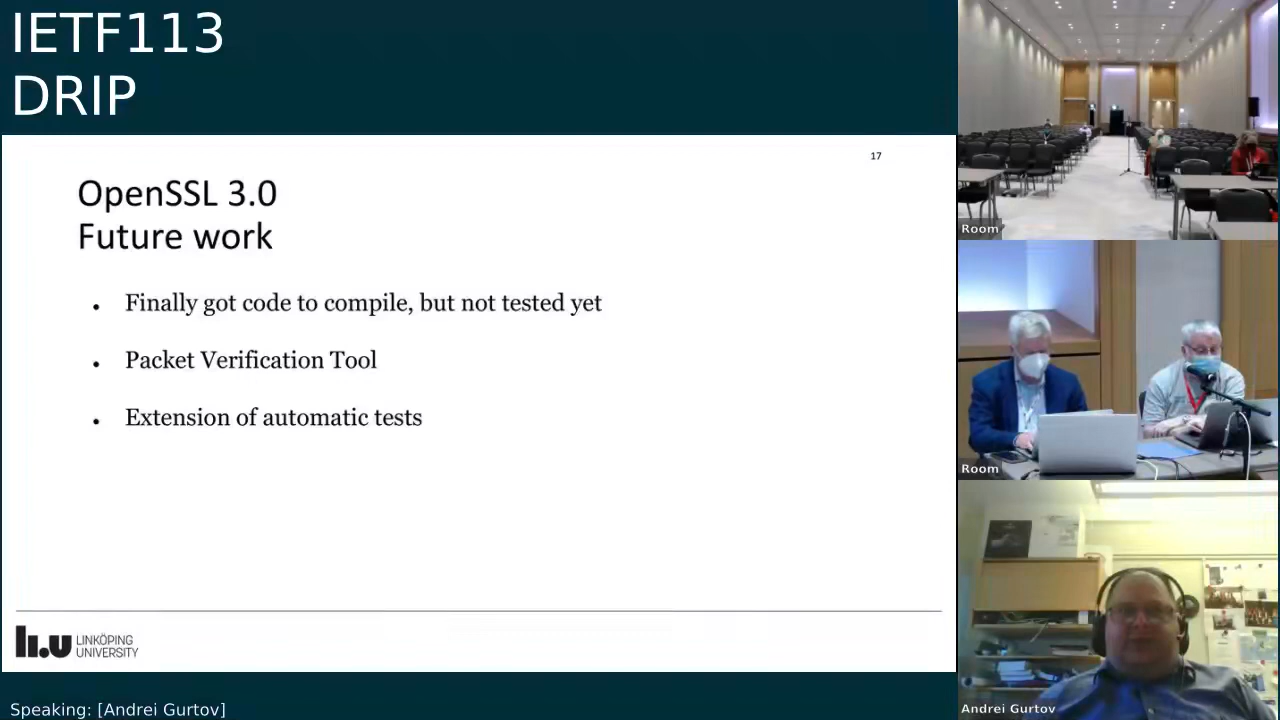 IETF113
DRIP
17
OpenSSL 3.0
Future work
• Finally got code to compile, but not tested yet
• Packet Verification Tool
• Extension of automatic tests
li.u LINKÖPING
UNIVERSITY
Speaking: [Andrei Gurtov]
Room
Room
Andrei Gurtov